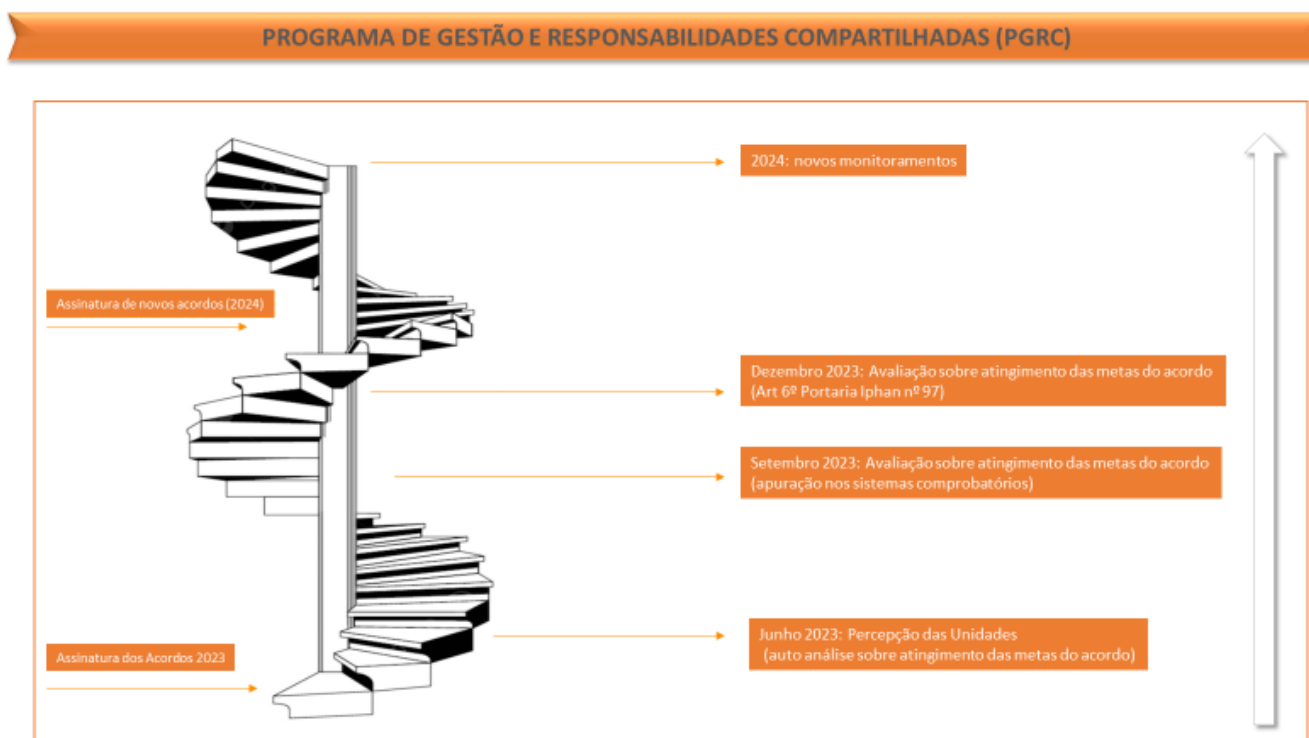 PROGRAMA DE GESTÃO E RESPONSABILIDADES COMPARTILHADAS (PGRC)
2024: novos monitoramentos
Assinatura de novos acordos (2024)
Dezembro 2023: Avaliação sobre atingimento das metas do acordo
(Art 6º Portaria Iphan nº 97)
Setembro 2023: Avaliação sobre atingimento das metas do acordo
(apuração nos sistemas comprobatórios)
Junho 2023: Percepção das Unidades
(auto análise sobre atingimento das metas do acordo)
Assinatura dos Acordos 2023